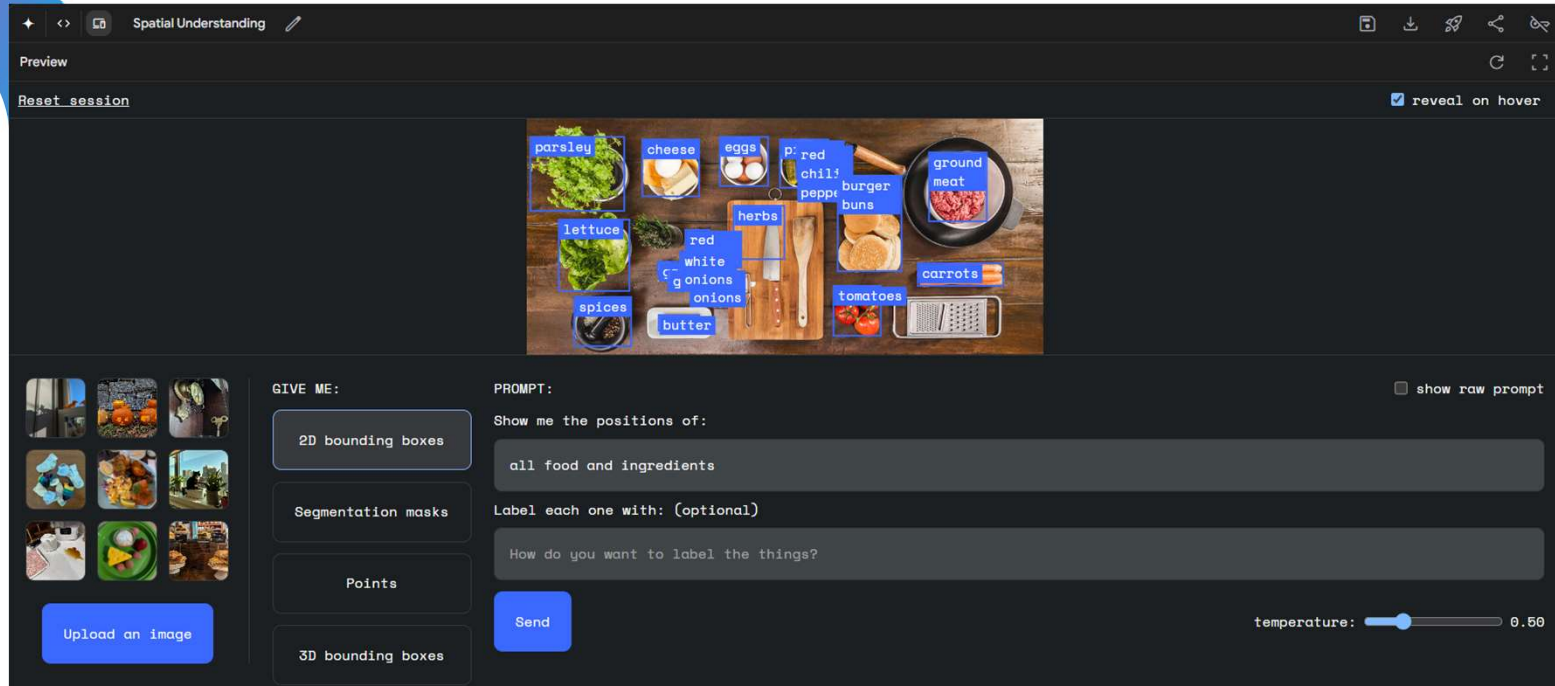 Spatial Understanding
Preview
Reset session
reveal on hover
parsley
cheese
eggs
red
chili
burger
buns
ground
meat
herbs
lettuce
red
white
onions
onions
carrots
spices
butter
tomatoes
GIVE ME:
2D bounding boxes
Segmentation masks
Points
3D bounding boxes
Upload an image
PROMPT:
show raw prompt
Show me the positions of:
all food and ingredients
Label each one with: (optional)
How do you want to label the things?
Send
temperature: 0.50